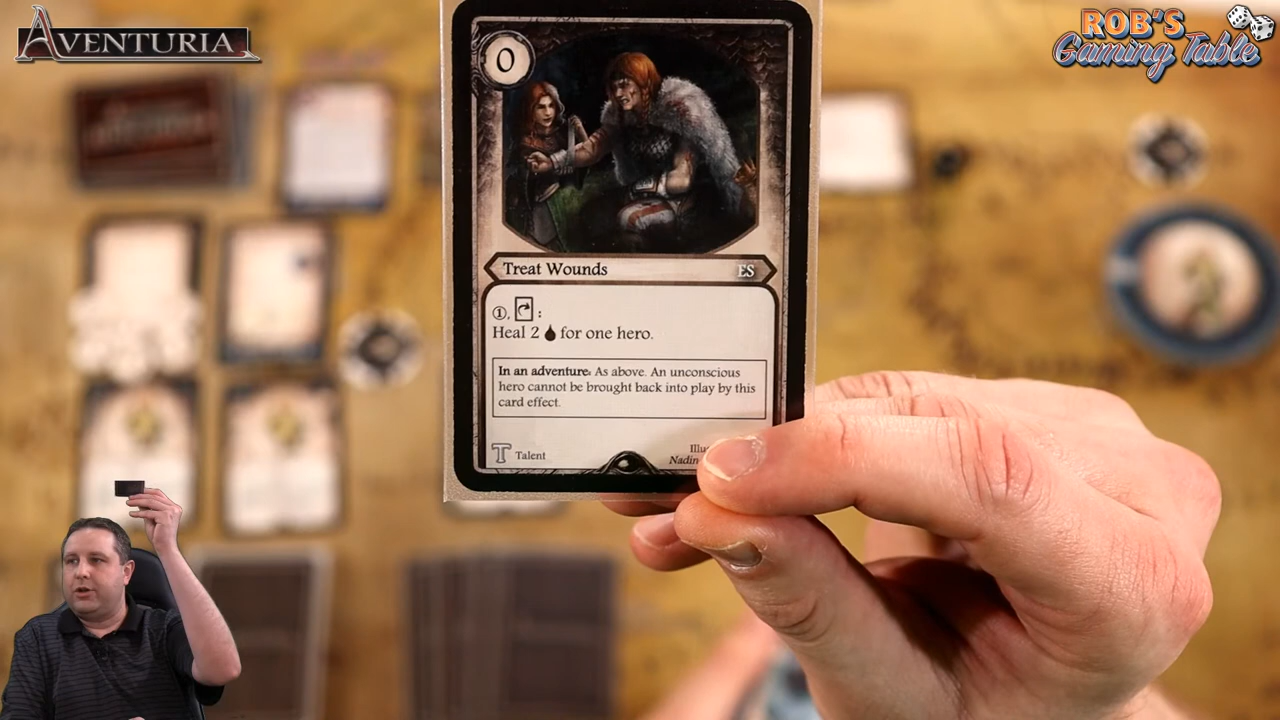 AVENTURIA
ROB'S
Gaming Table
0
Treat Wounds ES
①, :
Heal 2 for one hero.
In an adventure: As above. An unconscious
hero cannot be brought back into play by this
card effect.
T Talent